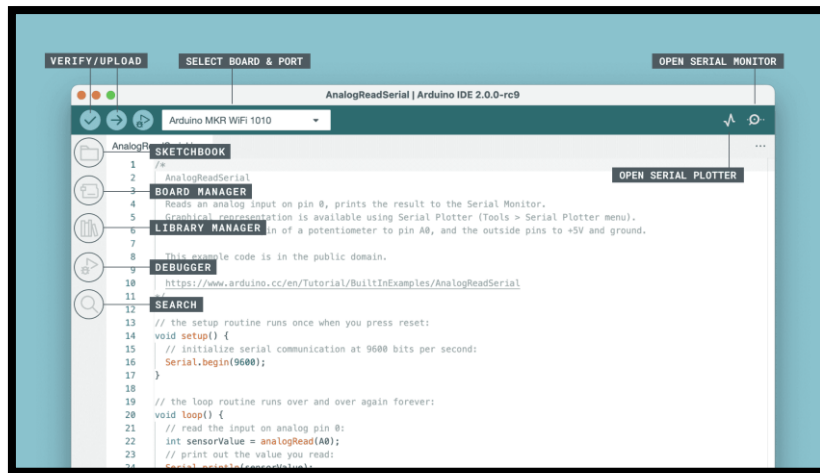 VERIFY/UPLOAD
SELECT BOARD & PORT
OPEN SERIAL MONITOR
AnalogReadSerial | Arduino IDE 2.0.0-rc9
Arduino MKR WiFi 1010
OPEN SERIAL PLOTTER
SKETCHBOOK
BOARD MANAGER
LIBRARY MANAGER
DEBUGGER
SEARCH
1 /*
2 AnalogReadSerial
4 Reads an analog input on pin 0, prints the result to the Serial Monitor.
5 Graphical representation is available using Serial Plotter (Tools > Serial Plotter menu).
6 of a potentiometer to pin A0, and the outside pins to +5V and ground.
7
8 This example code is in the public domain.
9
10 https://www.arduino.cc/en/Tutorial/BuiltInExamples/AnalogReadSerial
11
12
13 // the setup routine runs once when you press reset:
14 void setup() {
15 // initialize serial communication at 9600 bits per second:
16 Serial.begin(9600);
17 }
18
19 // the loop routine runs over and over again forever:
20 void loop() {
21 // read the input on analog pin 0:
22 int sensorValue = analogRead(A0);
23 // print out the value you read:
24 Serial.println(sensorValue);